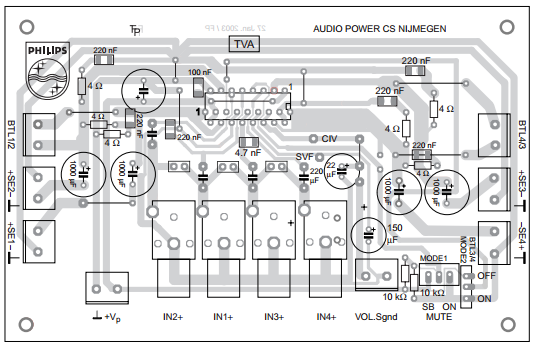 27 Jan. 2003 / FP
AUDIO POWER CS NIJMEGEN
TVA
PHILIPS
220 nF
220 nF
220 nF
100 nF
220 nF
4 Ω
4 Ω
4 Ω
4 Ω
4 Ω
4 Ω
220 nF
220 nF
220 nF
1
1
4.7 nF
CIV
SVF
220 µF
22 µF
150 µF
1000 µF
1000 µF
1000 µF
1000 µF
BTL1/2
+SE2-
+SE1-
BTL4/3
+SE3-
-SE4+
+Vp
IN2+
IN1+
IN3+
IN4+
VOL.Sgnd
10 kΩ
10 kΩ
MODE1
MODE2
BTL3/4
OFF
ON
SB ON
MUTE